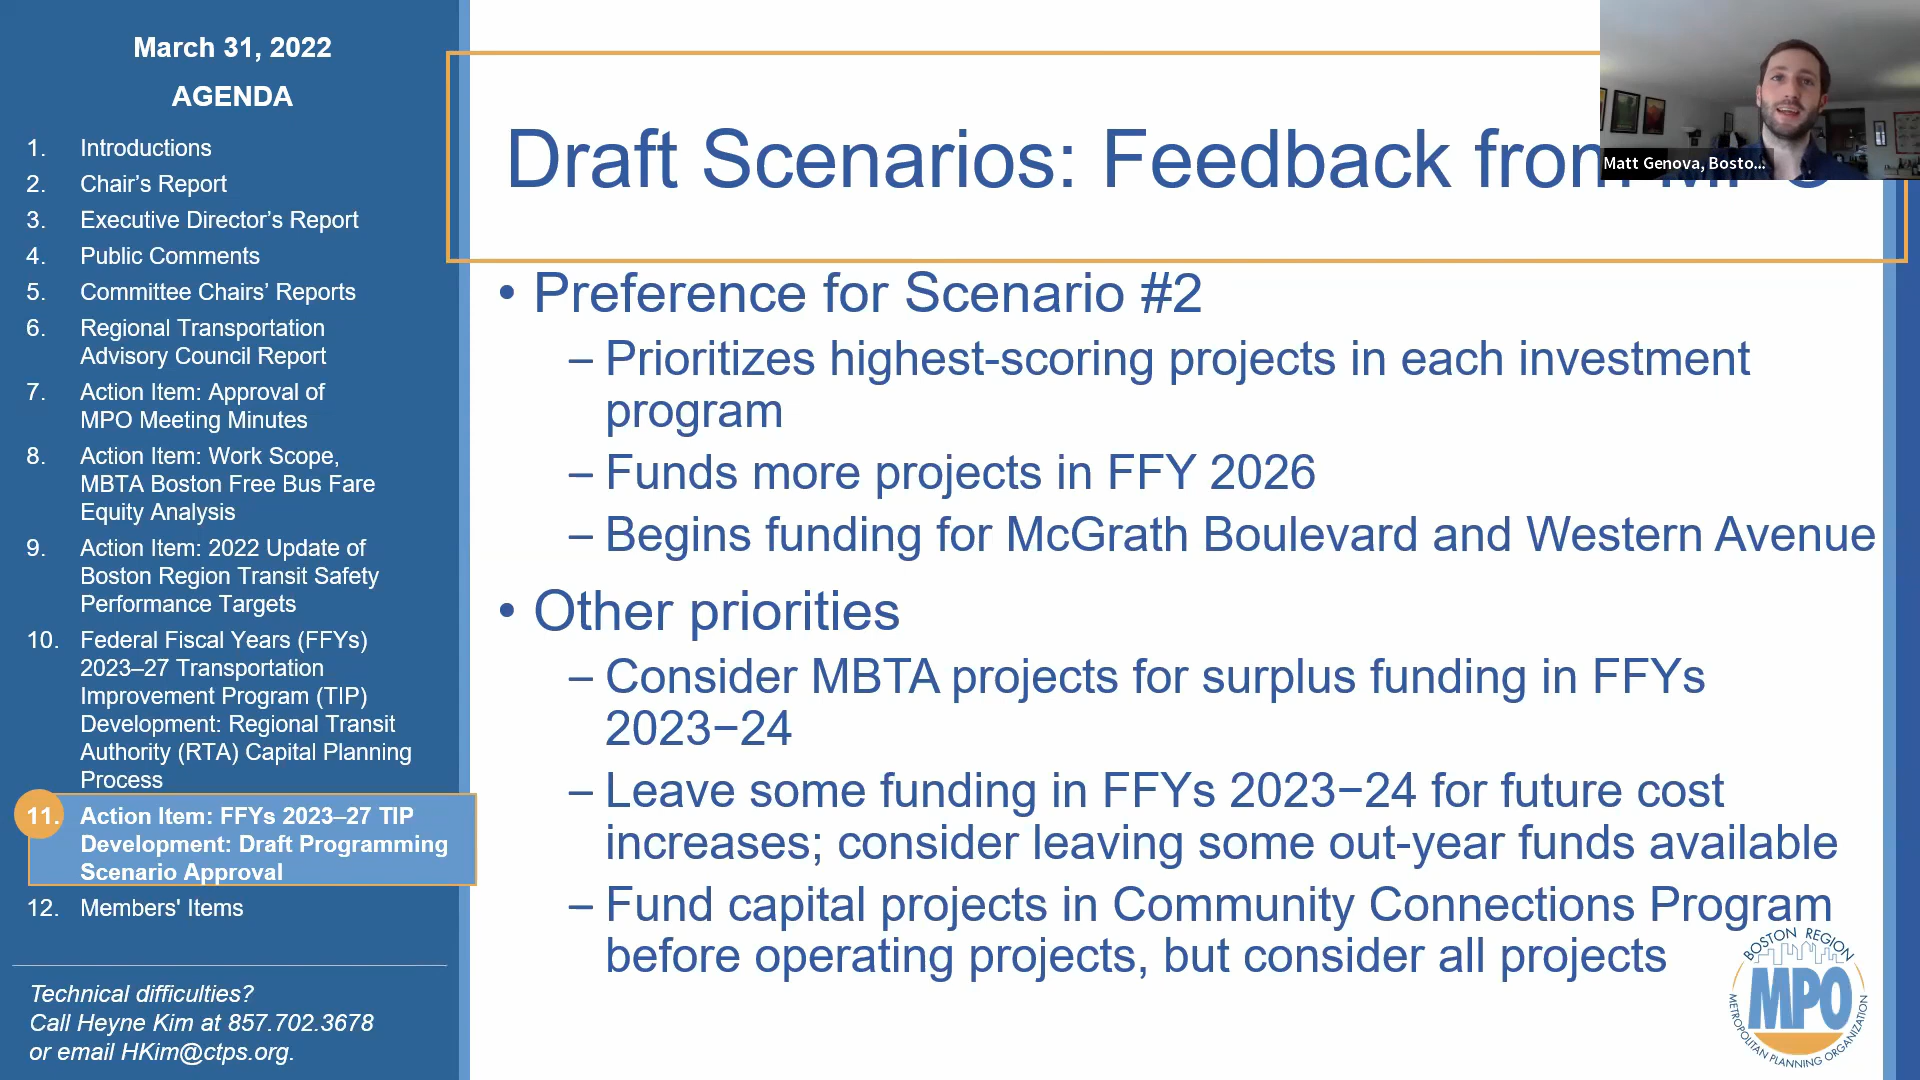 March 31, 2022
AGENDA
1. Introductions
2. Chair’s Report
3. Executive Director’s Report
4. Public Comments
5. Committee Chairs’ Reports
6. Regional Transportation
Advisory Council Report
7. Action Item: Approval of
MPO Meeting Minutes
8. Action Item: Work Scope,
MBTA Boston Free Bus Fare
Equity Analysis
9. Action Item: 2022 Update of
Boston Region Transit Safety
Performance Targets
10. Federal Fiscal Years (FFYs)
2023–27 Transportation
Improvement Program (TIP)
Development: Regional Transit
Authority (RTA) Capital Planning
Process
11. Action Item: FFYs 2023–27 TIP
Development: Draft Programming
Scenario Approval
12. Members' Items
Technical difficulties?
Call Heyne Kim at 857.702.3678
or email HKim@ctps.org.
Draft Scenarios: Feedback from MPO
• Preference for Scenario #2
– Prioritizes highest-scoring projects in each investment
program
– Funds more projects in FFY 2026
– Begins funding for McGrath Boulevard and Western Avenue
• Other priorities
– Consider MBTA projects for surplus funding in FFYs
2023−24
– Leave some funding in FFYs 2023−24 for future cost
increases; consider leaving some out-year funds available
– Fund capital projects in Community Connections Program
before operating projects, but consider all projects
Matt Genova, Bosto...
BOSTON REGION
MPO
METROPOLITAN PLANNING ORGANIZATION